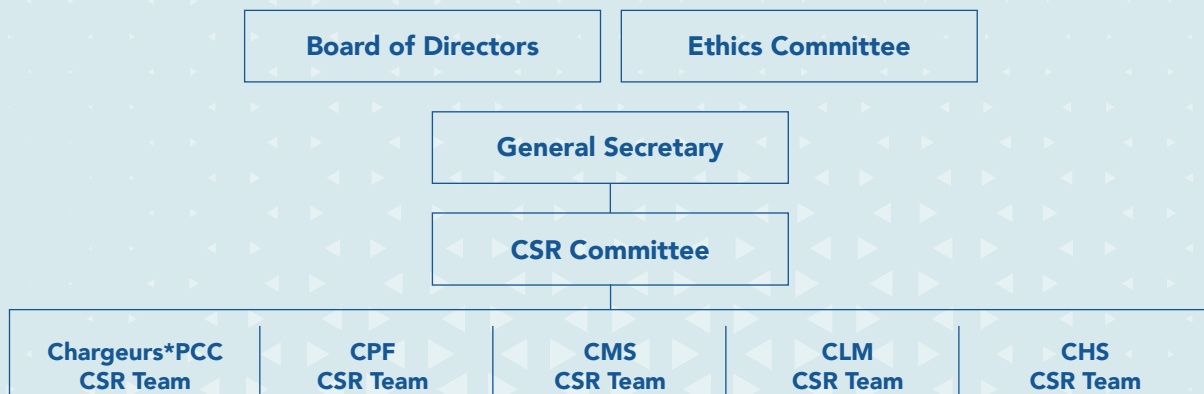 Board of Directors
Ethics Committee
General Secretary
CSR Committee
Chargeurs*PCC
CSR Team
CPF
CSR Team
CMS
CSR Team
CLM
CSR Team
CHS
CSR Team